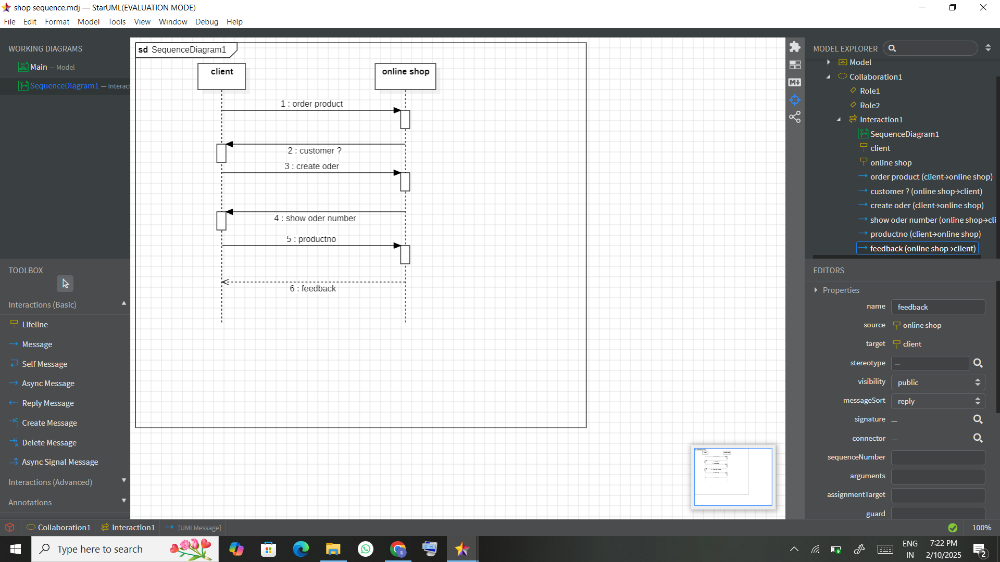 shop sequence.mdj — StarUML(EVALUATION MODE)
File Edit Format Model Tools View Window Debug Help
WORKING DIAGRAMS
Main — Model
SequenceDiagram1 — Interact
TOOLBOX
Interactions (Basic)
Lifeline
Message
Self Message
Async Message
Reply Message
Create Message
Delete Message
Async Signal Message
Interactions (Advanced)
Annotations
sd SequenceDiagram1
client
online shop
1 : order product
2 : customer ?
3 : create oder
4 : show oder number
5 : productno
6 : feedback
MODEL EXPLORER
Model
Collaboration1
Role1
Role2
Interaction1
SequenceDiagram1
client
online shop
order product (client→online shop)
customer ? (online shop→client)
create oder (client→online shop)
show oder number (online shop→cli
productno (client→online shop)
feedback (online shop→client)
EDITORS
Properties
name feedback
source online shop
target client
stereotype —
visibility public
messageSort reply
signature —
connector —
sequenceNumber
arguments
assignmentTarget
guard
Collaboration1 Interaction1 [UMLMessage]
100%
Type here to search
ENG
IN
7:22 PM
2/10/2025
2